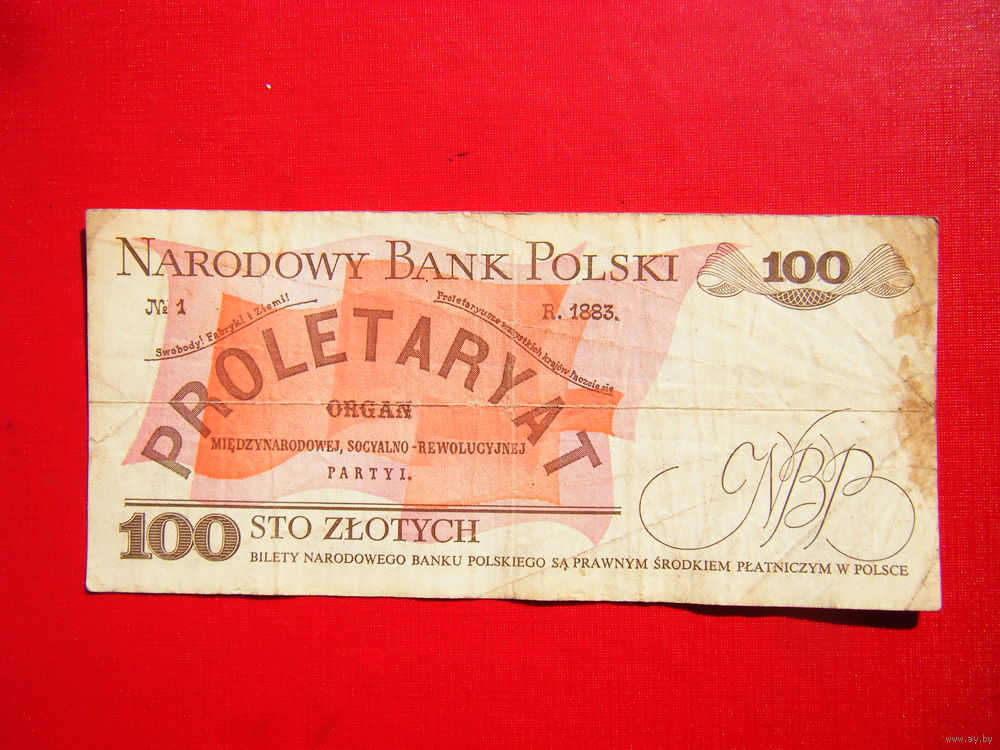 NARODOWY BANK POLSKI
100
№ 1
R. 1883.
Swobody! Fabryki i Ziemi!
Proletaryusze wszystkich krajów łączcie się
PROLETARYAT
ORGAN
MIĘDZYNARODOWEJ, SOCYALNO-REWOLUCYJNEJ
PARTYI.
NBP
100 STO ZŁOTYCH
BILETY NARODOWEGO BANKU POLSKIEGO SĄ PRAWNYM ŚRODKIEM PŁATNICZYM W POLSCE
www.ay.by